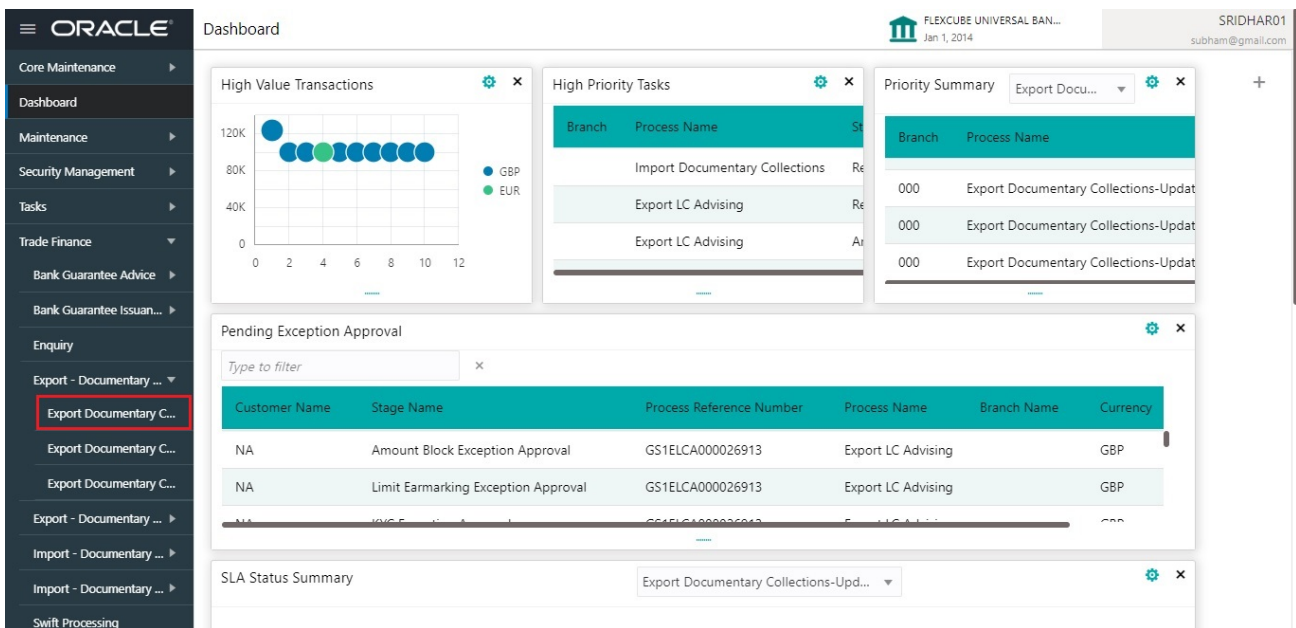 ORACLE
Dashboard
FLEXCUBE UNIVERSAL BAN...
Jan 1, 2014
SRIDHAR01
subham@gmail.com
Core Maintenance
Dashboard
Maintenance
Security Management
Tasks
Trade Finance
Bank Guarantee Advice
Bank Guarantee Issuan...
Enquiry
Export - Documentary ...
Export Documentary C...
Export Documentary C...
Export Documentary C...
Export - Documentary ...
Import - Documentary ...
Import - Documentary ...
Swift Processing
High Value Transactions
120K
80K
40K
0
0 2 4 6 8 10 12
GBP
EUR
High Priority Tasks
Branch Process Name St
Import Documentary Collections Re
Export LC Advising Re
Export LC Advising Ar
Priority Summary Export Docu...
Branch Process Name
000 Export Documentary Collections-Updat
000 Export Documentary Collections-Updat
000 Export Documentary Collections-Updat
Pending Exception Approval
Type to filter
Customer Name Stage Name Process Reference Number Process Name Branch Name Currency
NA Amount Block Exception Approval GS1ELCA000026913 Export LC Advising GBP
NA Limit Earmarking Exception Approval GS1ELCA000026913 Export LC Advising GBP
SLA Status Summary Export Documentary Collections-Upd...